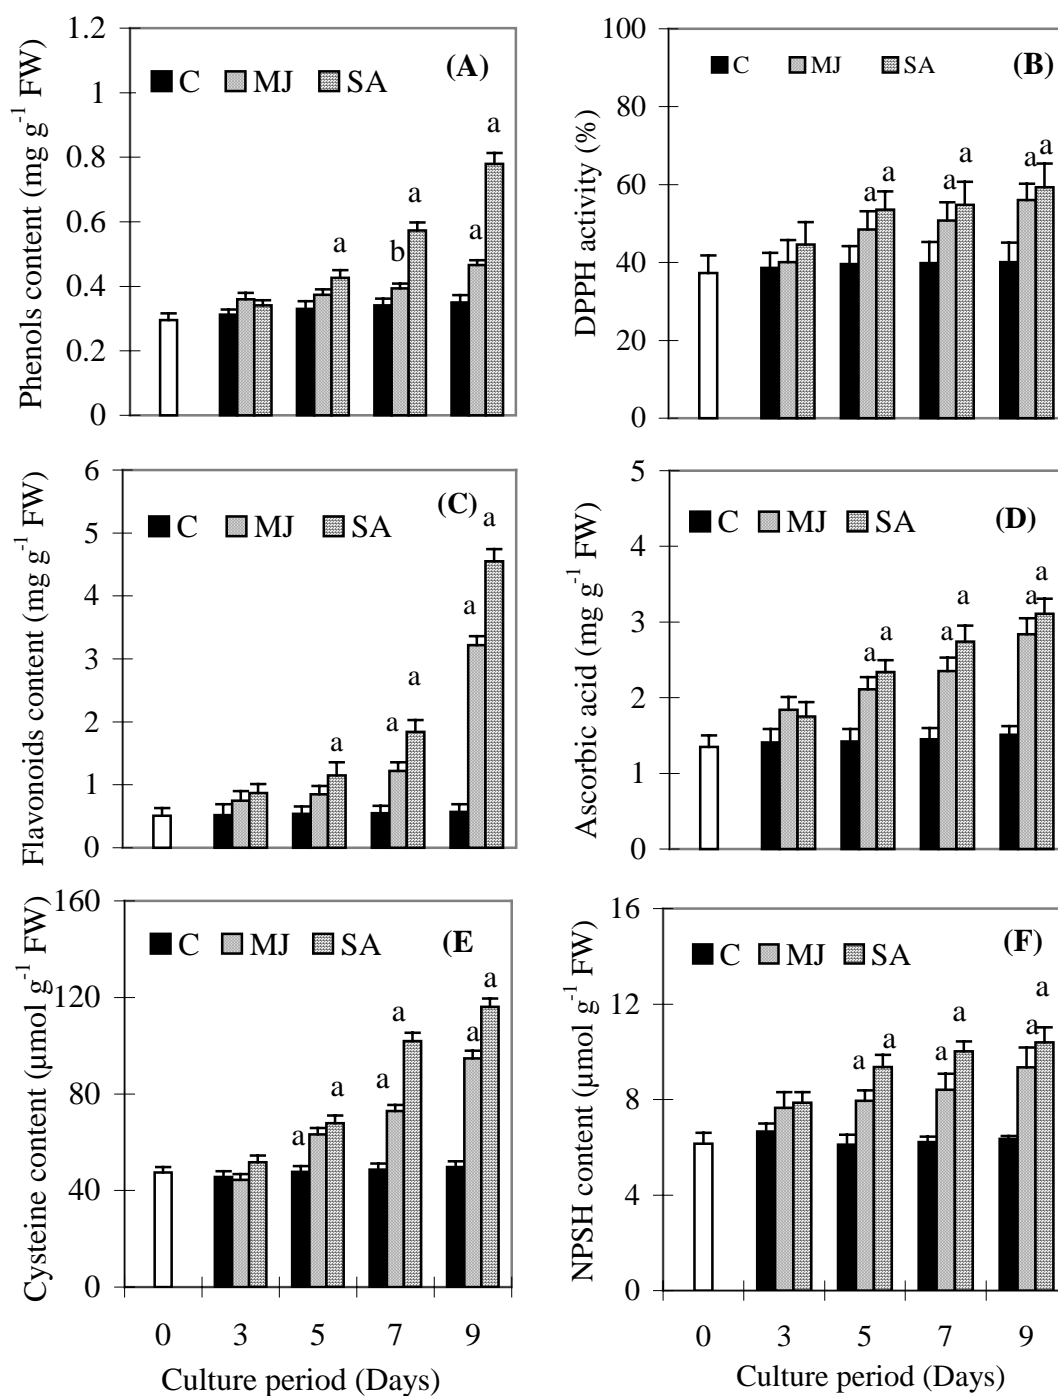 Phenols content (mg g⁻¹ FW)
1.2
1
0.8
0.6
0.4
0.2
0
C MJ SA
(A)
a
a
b
a
a
DPPH activity (%)
100
80
60
40
20
0
C MJ SA
(B)
a
a
a
a
a
a
Flavonoids content (mg g⁻¹ FW)
6
5
4
3
2
1
0
C MJ SA
(C)
a
a
a
a
a
Ascorbic acid (mg g⁻¹ FW)
5
4
3
2
1
0
C MJ SA
(D)
a
a
a
a
a
a
Cysteine content (µmol g⁻¹ FW)
160
120
80
40
0
C MJ SA
(E
a
a
a
a
a
a
0 3 5 7 9
Culture period (Days)
NPSH content (µmol g⁻¹ FW)
16
12
8
4
0
C MJ SA
(F)
a
a
a
a
a
a
0 3 5 7 9
Culture period (Days)